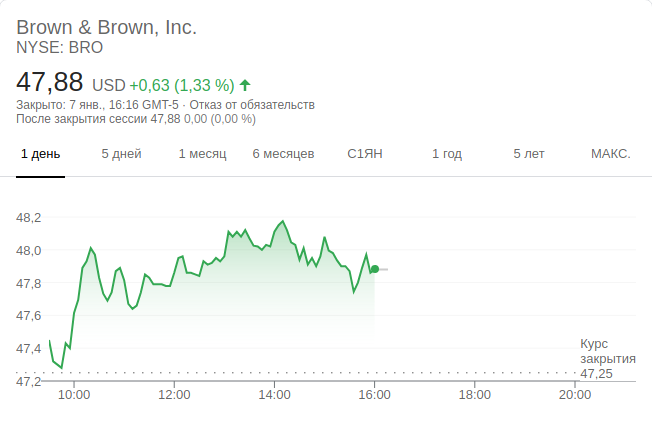 Brown & Brown, Inc.
NYSE: BRO
47,88 USD +0,63 (1,33 %)
Закрыто: 7 янв., 16:16 GMT-5 · Отказ от обязательств
После закрытия сессии 47,88 0,00 (0,00 %)
1 день 5 дней 1 месяц 6 месяцев С1ЯН 1 год 5 лет МАКС.
48,2
48,0
47,8
47,6
47,4
Курс
закрытия
47,25
47,2
10:00 12:00 14:00 16:00 18:00 20:00